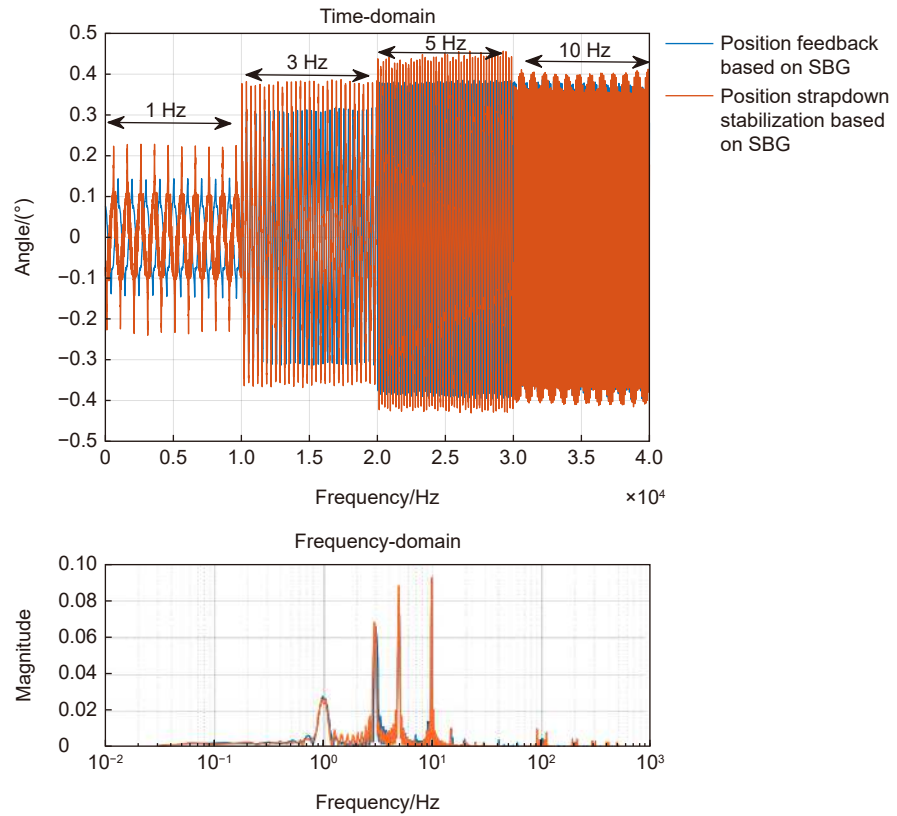 Time-domain
0.5
0.4
0.3
0.2
0.1
0
−0.1
−0.2
−0.3
−0.4
−0.5
Angle/(°)
1 Hz
3 Hz
5 Hz
10 Hz
Position feedback
based on SBG
Position strapdown
stabilization based
on SBG
0 0.5 1.0 1.5 2.0 2.5 3.0 3.5 4.0
Frequency/Hz
×10⁴
Frequency-domain
0.10
0.08
0.06
0.04
0.02
0
Magnitude
10⁻² 10⁻¹ 10⁰ 10¹ 10² 10³
Frequency/Hz